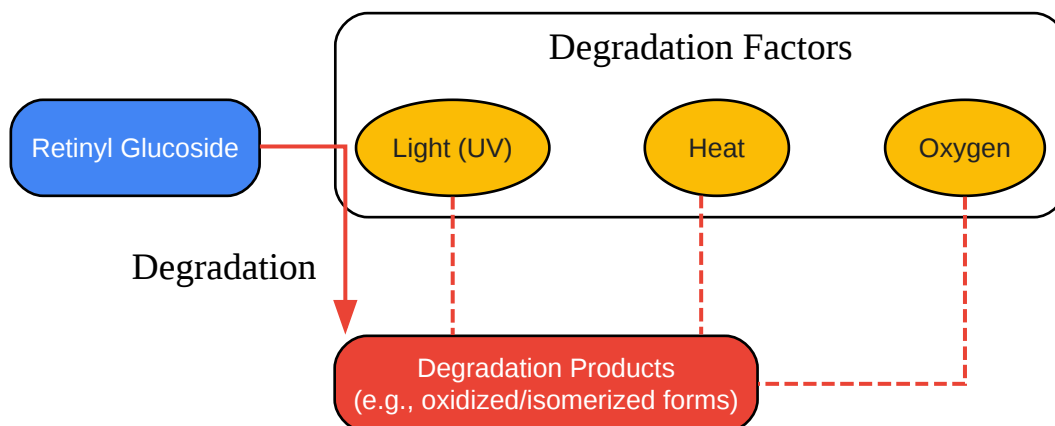 Degradation Factors
Retinyl Glucoside
Light (UV)
Heat
Oxygen
Degradation
Degradation Products
(e.g., oxidized/isomerized forms)